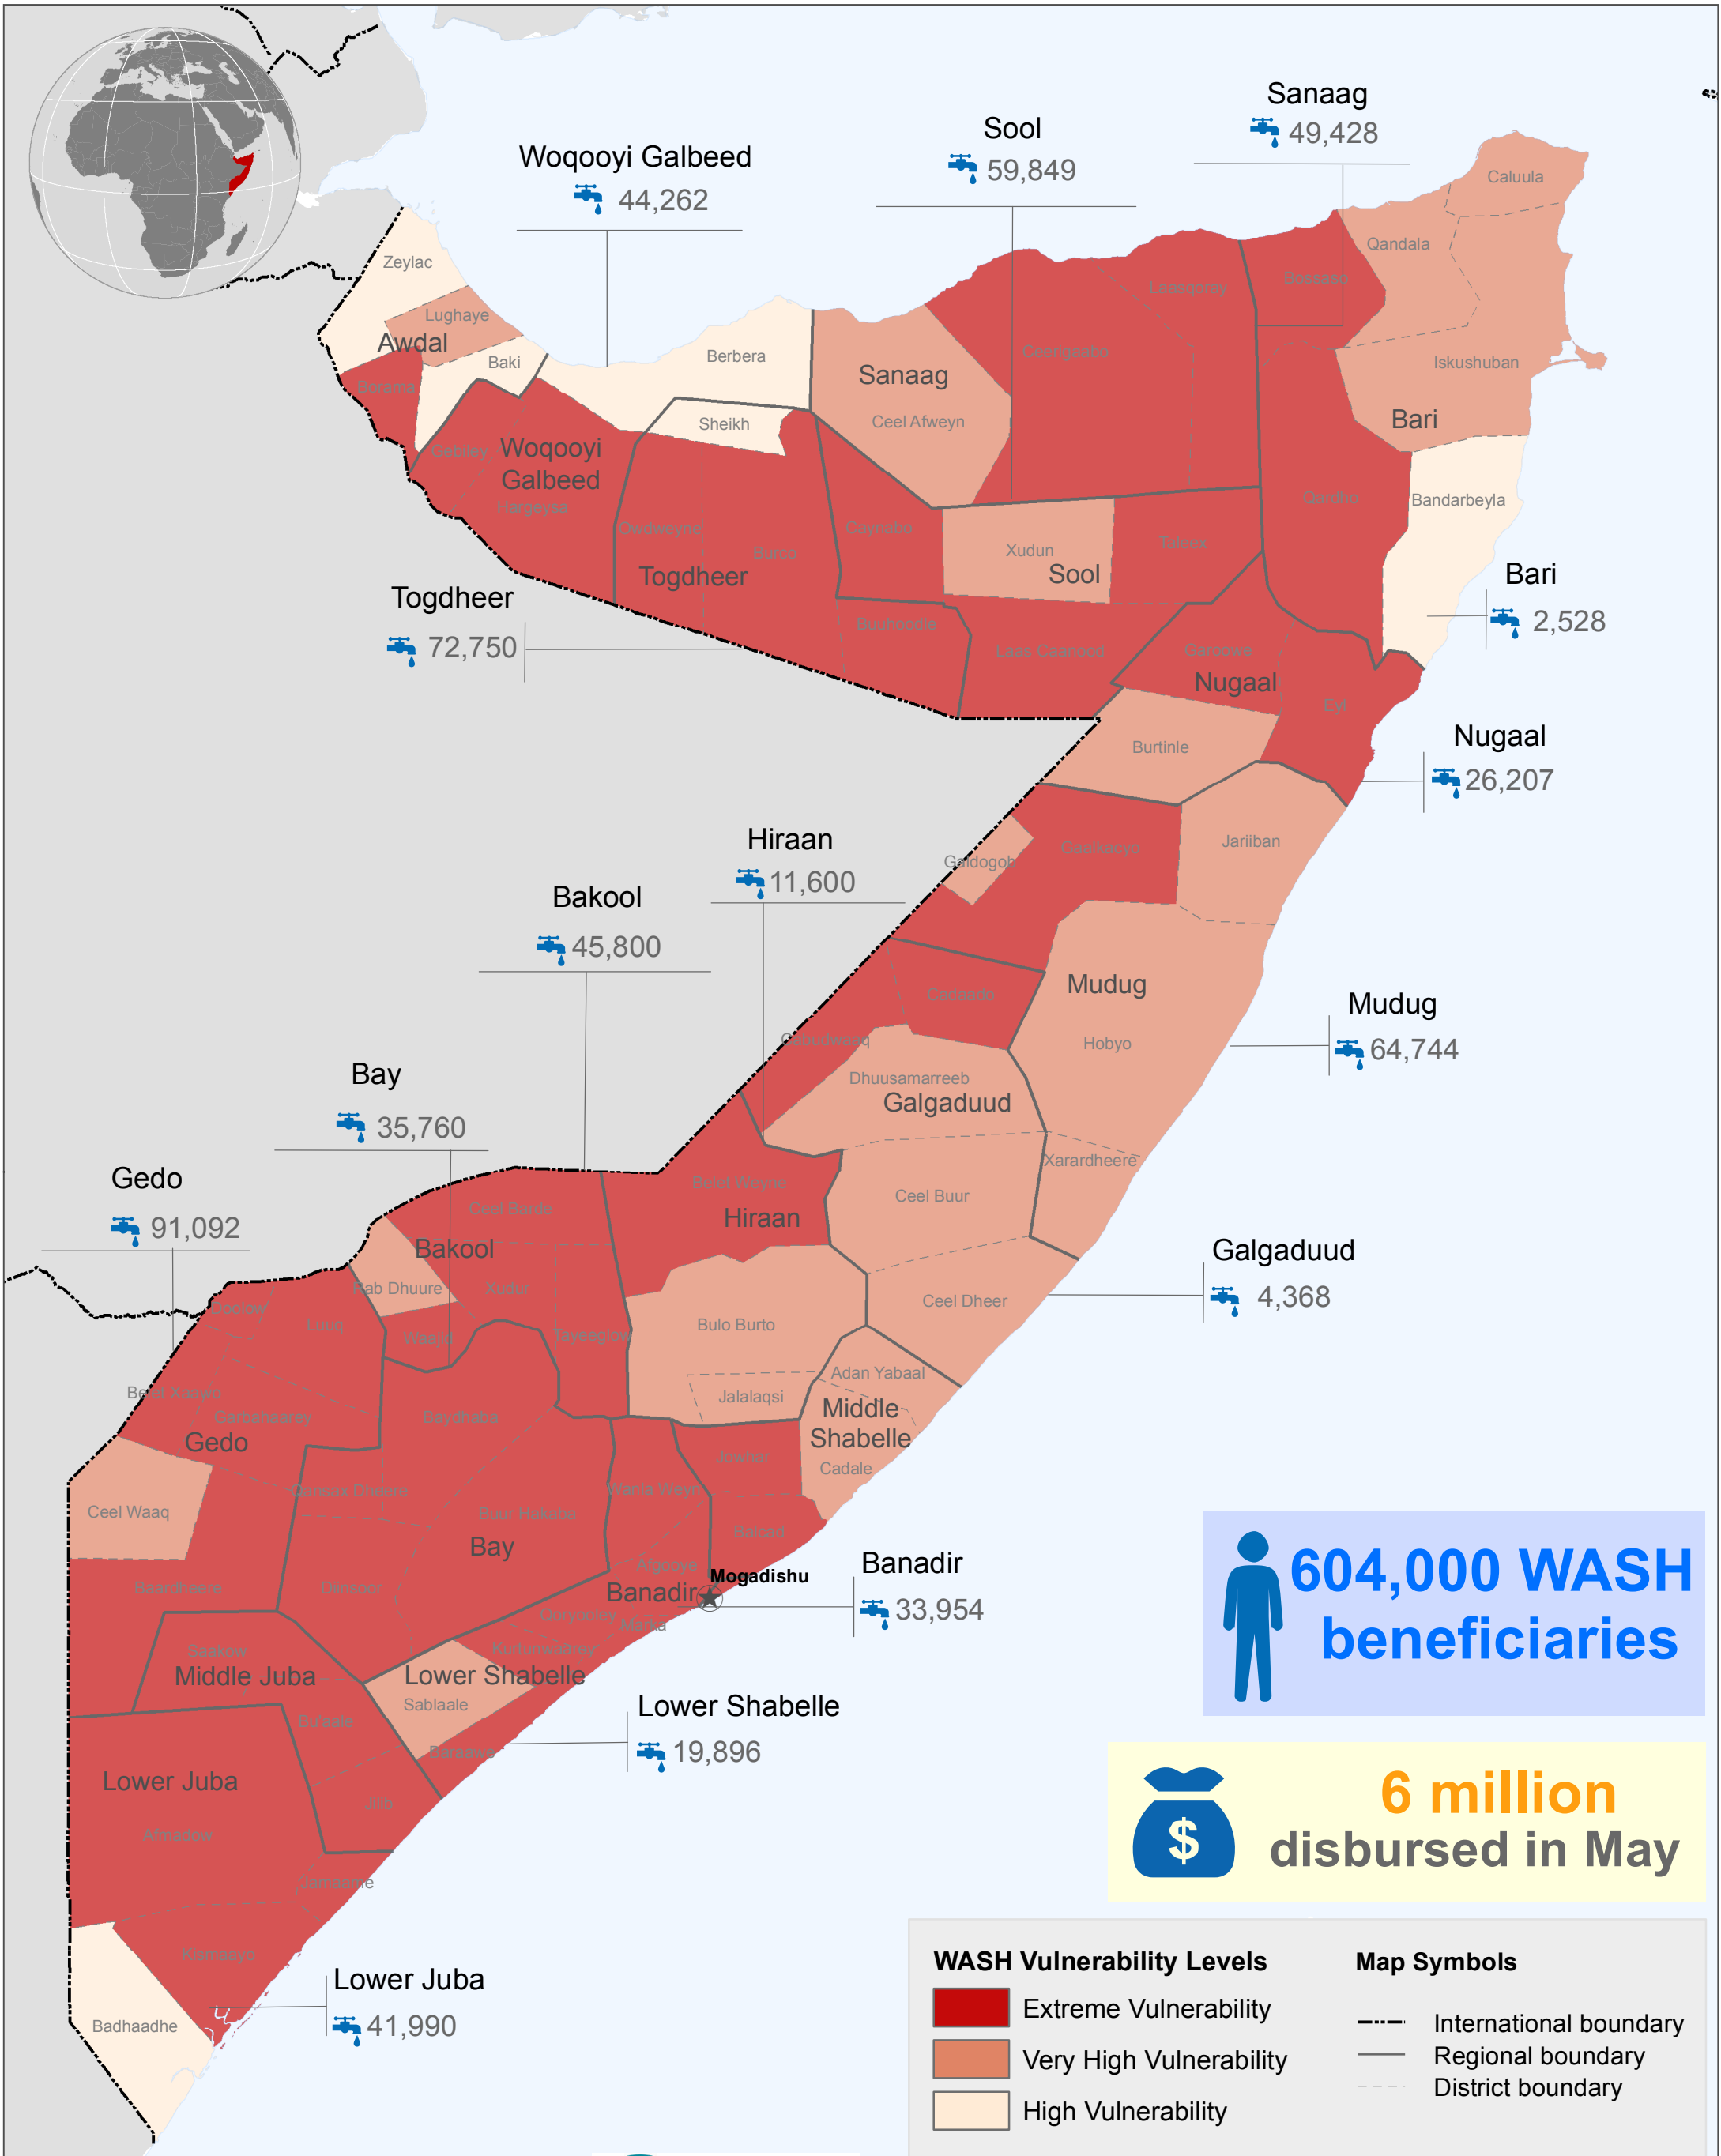 Sanaag
49,428
Sool
59,849
Woqooyi Galbeed
44,262
Caluula
Qandala
Zeylac
Bossaso
Laasqoray
Lughaye
Awdal
Baki
Berbera
Ceerigaabo
Iskushuban
Borama
Sanaag
Ceel Afweyn
Bari
Sheikh
Gebiley
Woqooyi
Galbeed
Hargeysa
Qardho
Bandarbeyla
Owdweyne
Burco
Caynabo
Xudun
Taleex
Togdheer
Sool
Togdheer
72,750
Bari
2,528
Buuhoodle
Laas Caanood
Garoowe
Nugaal
Eyl
Burtinle
Nugaal
26,207
Hiraan
11,600
Galdogob
Gaalkacyo
Jariiban
Bakool
45,800
Cadaado
Mudug
Hobyo
Mudug
64,744
Cabudwaaq
Dhuusamarreeb
Galgaduud
Bay
35,760
Xarardheere
Gedo
91,092
Ceel Barde
Belet Weyne
Hiraan
Ceel Buur
Bakool
Rab Dhuure
Xudur
Galgaduud
4,368
Ceel Dheer
Doolow
Luuq
Waajid
Tayeeglow
Bulo Burto
Adan Yabaal
Belet Xaawo
Garbahaarey
Gedo
Baydhaba
Jalalaqsi
Middle
Shabelle
Cadale
Jowhar
Ceel Waaq
Qansax Dheere
Buur Hakaba
Wanla Weyn
Balcad
Bay
Afgooye
Mogadishu
Banadir
Banadir
33,954
Baardheere
Diinsoor
Qoryooley
Marka
Kurtunwaarey
Saakow
Middle Juba
Lower Shabelle
Sablaale
Bu'aale
Baraawe
Lower Shabelle
19,896
Lower Juba
Jilib
Afmadow
Jamaame
Kismaayo
Badhaadhe
Lower Juba
41,990
604,000 WASH
beneficiaries
$
6 million
disbursed in May
WASH Vulnerability Levels
Extreme Vulnerability
Very High Vulnerability
High Vulnerability
Map Symbols
International boundary
Regional boundary
District boundary